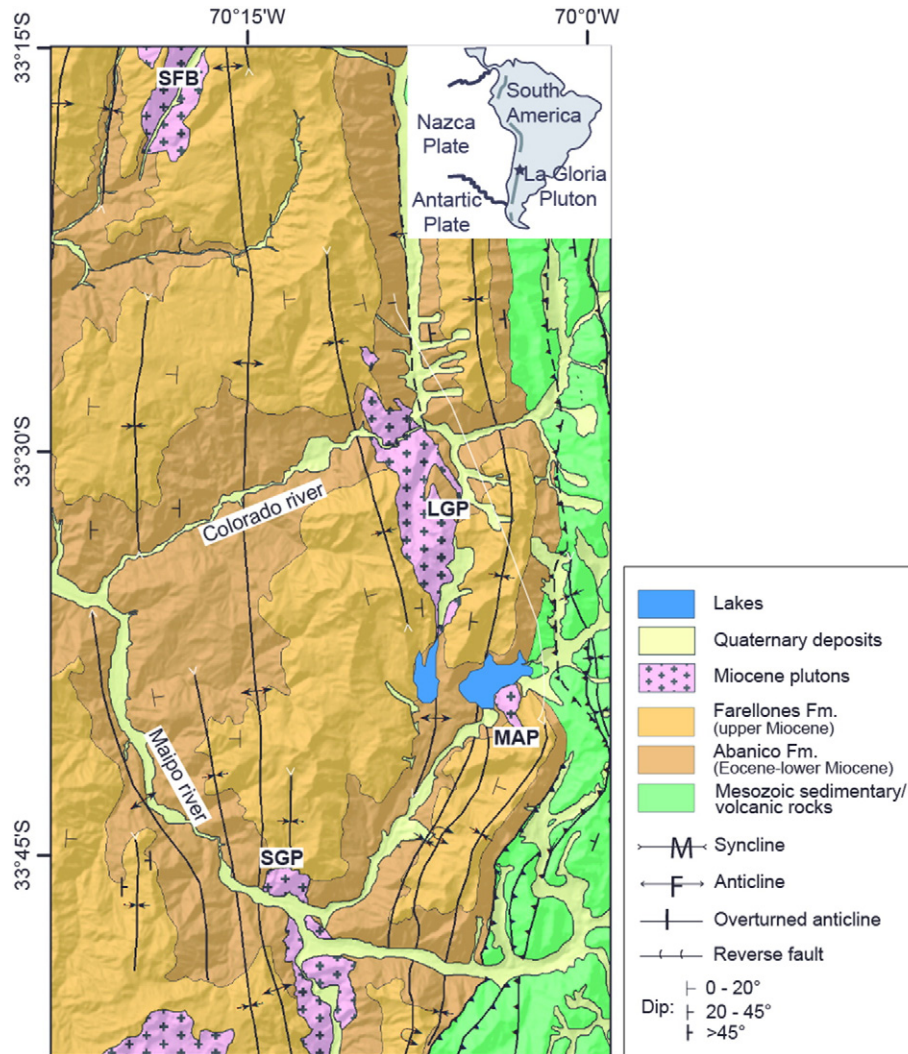 70°15'W
70°0'W
33°15'S
33°30'S
33°45'S
SFB
South
America
Nazca
Plate
La Gloria
Pluton
Antartic
Plate
Colorado river
LGP
MAP
Maipo river
SGP
Lakes
Quaternary deposits
Miocene plutons
Farellones Fm.
(upper Miocene)
Abanico Fm.
(Eocene-lower Miocene)
Mesozoic sedimentary/
volcanic rocks
M
Syncline
F
Anticline
Overturned anticline
Reverse fault
Dip:
0 - 20°
20 - 45°
>45°